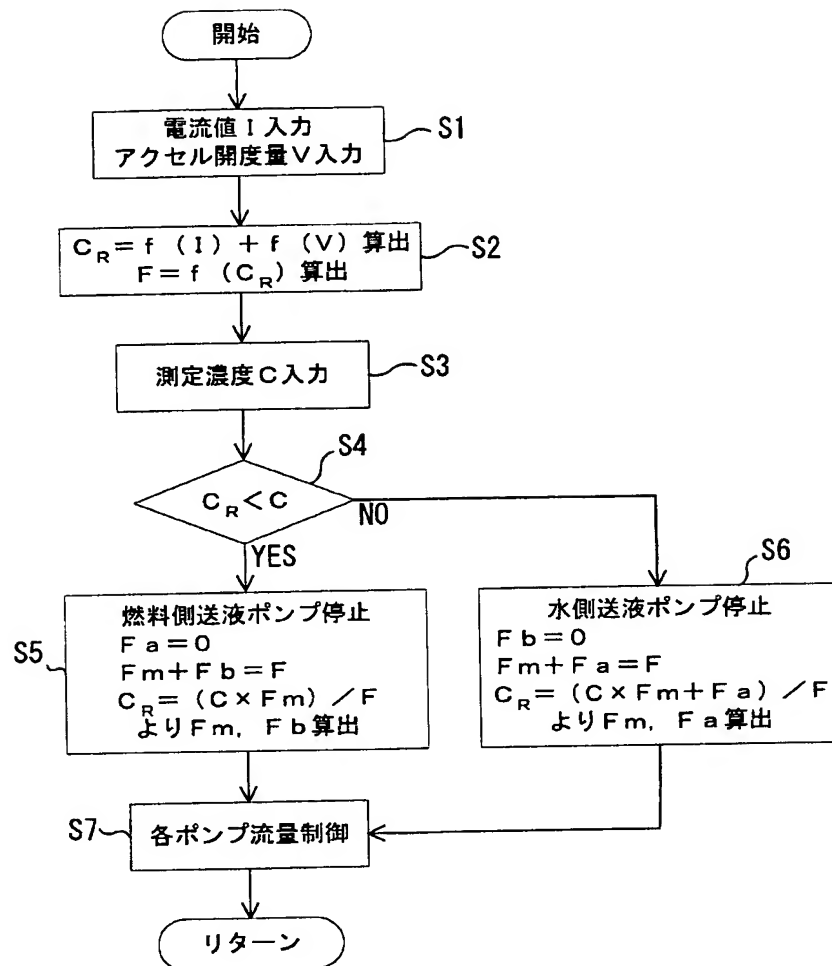 開始
電流値I入力
アクセル開度量V入力
S1
C_R=f(I)+f(V)算出
F=f(C_R)算出
S2
測定濃度C入力
S3
S4
C_R<C
NO
YES
S5
燃料側送液ポンプ停止
Fa=0
Fm+Fb=F
C_R=(C×Fm)/F
よりFm,Fb算出
S6
水側送液ポンプ停止
Fb=0
Fm+Fa=F
C_R=(C×Fm+Fa)/F
よりFm,Fa算出
S7
各ポンプ流量制御
リターン